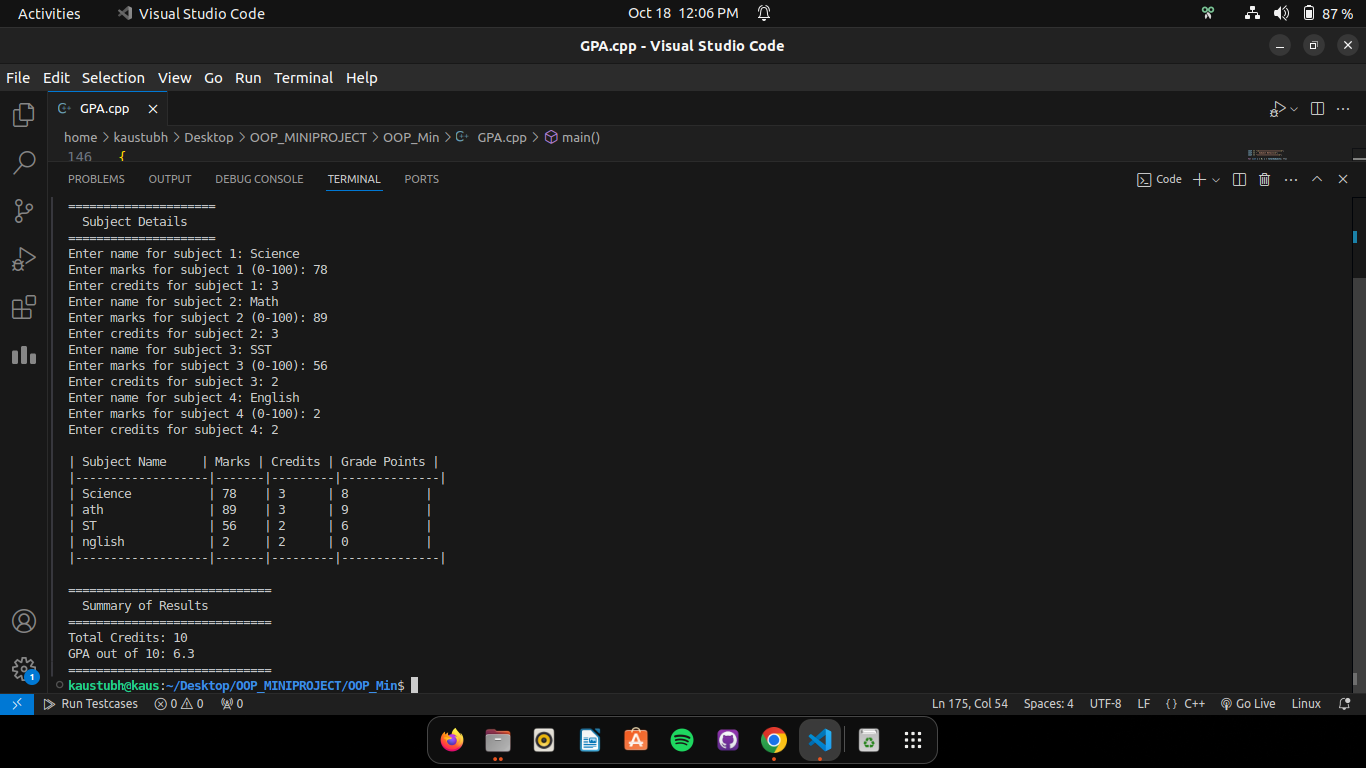 Activities Visual Studio Code Oct 18 12:06 PM 87 %
GPA.cpp - Visual Studio Code
File Edit Selection View Go Run Terminal Help
GPA.cpp
home > kaustubh > Desktop > OOP_MINIPROJECT > OOP_Min > GPA.cpp > main()
146 {
PROBLEMS OUTPUT DEBUG CONSOLE TERMINAL PORTS Code
=====================
  Subject Details
=====================
Enter name for subject 1: Science
Enter marks for subject 1 (0-100): 78
Enter credits for subject 1: 3
Enter name for subject 2: Math
Enter marks for subject 2 (0-100): 89
Enter credits for subject 2: 3
Enter name for subject 3: SST
Enter marks for subject 3 (0-100): 56
Enter credits for subject 3: 2
Enter name for subject 4: English
Enter marks for subject 4 (0-100): 2
Enter credits for subject 4: 2
| Subject Name     | Marks | Credits | Grade Points |
|-------------------|-------|---------|--------------|
| Science           | 78    | 3      | 8           |
| ath               | 89    | 3      | 9           |
| ST                | 56    | 2      | 6           |
| nglish            | 2     | 2      | 0           |
|-------------------|-------|---------|--------------|
=============================
  Summary of Results
=============================
Total Credits: 10
GPA out of 10: 6.3
=============================
kaustubh@kaus:~/Desktop/OOP_MINIPROJECT/OOP_Min$
1
Run Testcases 0 0 0 Ln 175, Col 54 Spaces: 4 UTF-8 LF {} C++ Go Live Linux